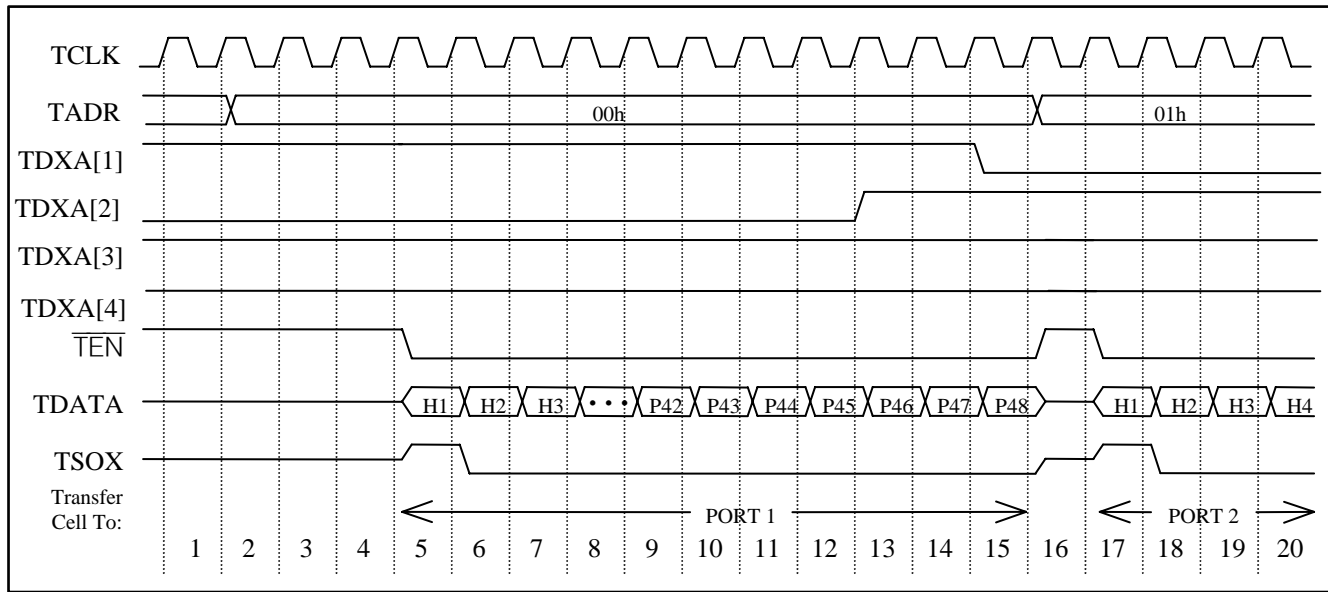 TCLK
TADR 00h 01h
TDXA[1]
TDXA[2]
TDXA[3]
TDXA[4]
TEN
TDATA H1 H2 H3 ••• P42 P43 P44 P45 P46 P47 P48 H1 H2 H3 H4
TSOX
Transfer
Cell To: PORT 1 PORT 2
1 2 3 4 5 6 7 8 9 10 11 12 13 14 15 16 17 18 19 20